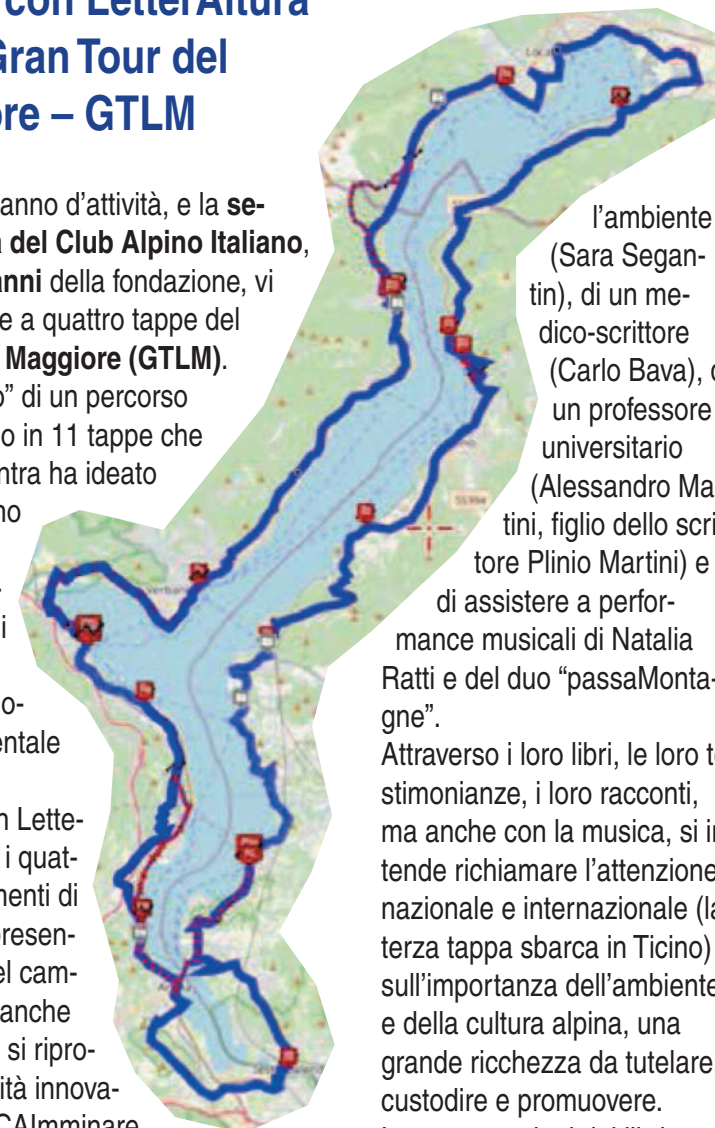 con LetterAltura
Gran Tour del
ore – GTLM
anno d’attività, e la se-
a del Club Alpino Italiano,
anni della fondazione, vi
e a quattro tappe del
Maggiore (GTLM).
o” di un percorso
o in 11 tappe che
ntra ha ideato
no
i
o-
entale
n Lette-
i quat-
nenti di
presen-
el cam-
anche
si ripro-
ità innova-
CAImminare
l’ambiente
(Sara Segan-
tin), di un me-
dico-scrittore
(Carlo Bava), d
un professore
universitario
(Alessandro Ma
tini, figlio dello scri
tore Plinio Martini) e
di assistere a perfor-
mance musicali di Natalia
Ratti e del duo “passaMonta-
gne”.
Attraverso i loro libri, le loro te
stimonianze, i loro racconti,
ma anche con la musica, si in
tende richiamare l’attenzione
nazionale e internazionale (la
terza tappa sbarca in Ticino)
sull’importanza dell’ambiente
e della cultura alpina, una
grande ricchezza da tutelare
custodire e promuovere.
SS394